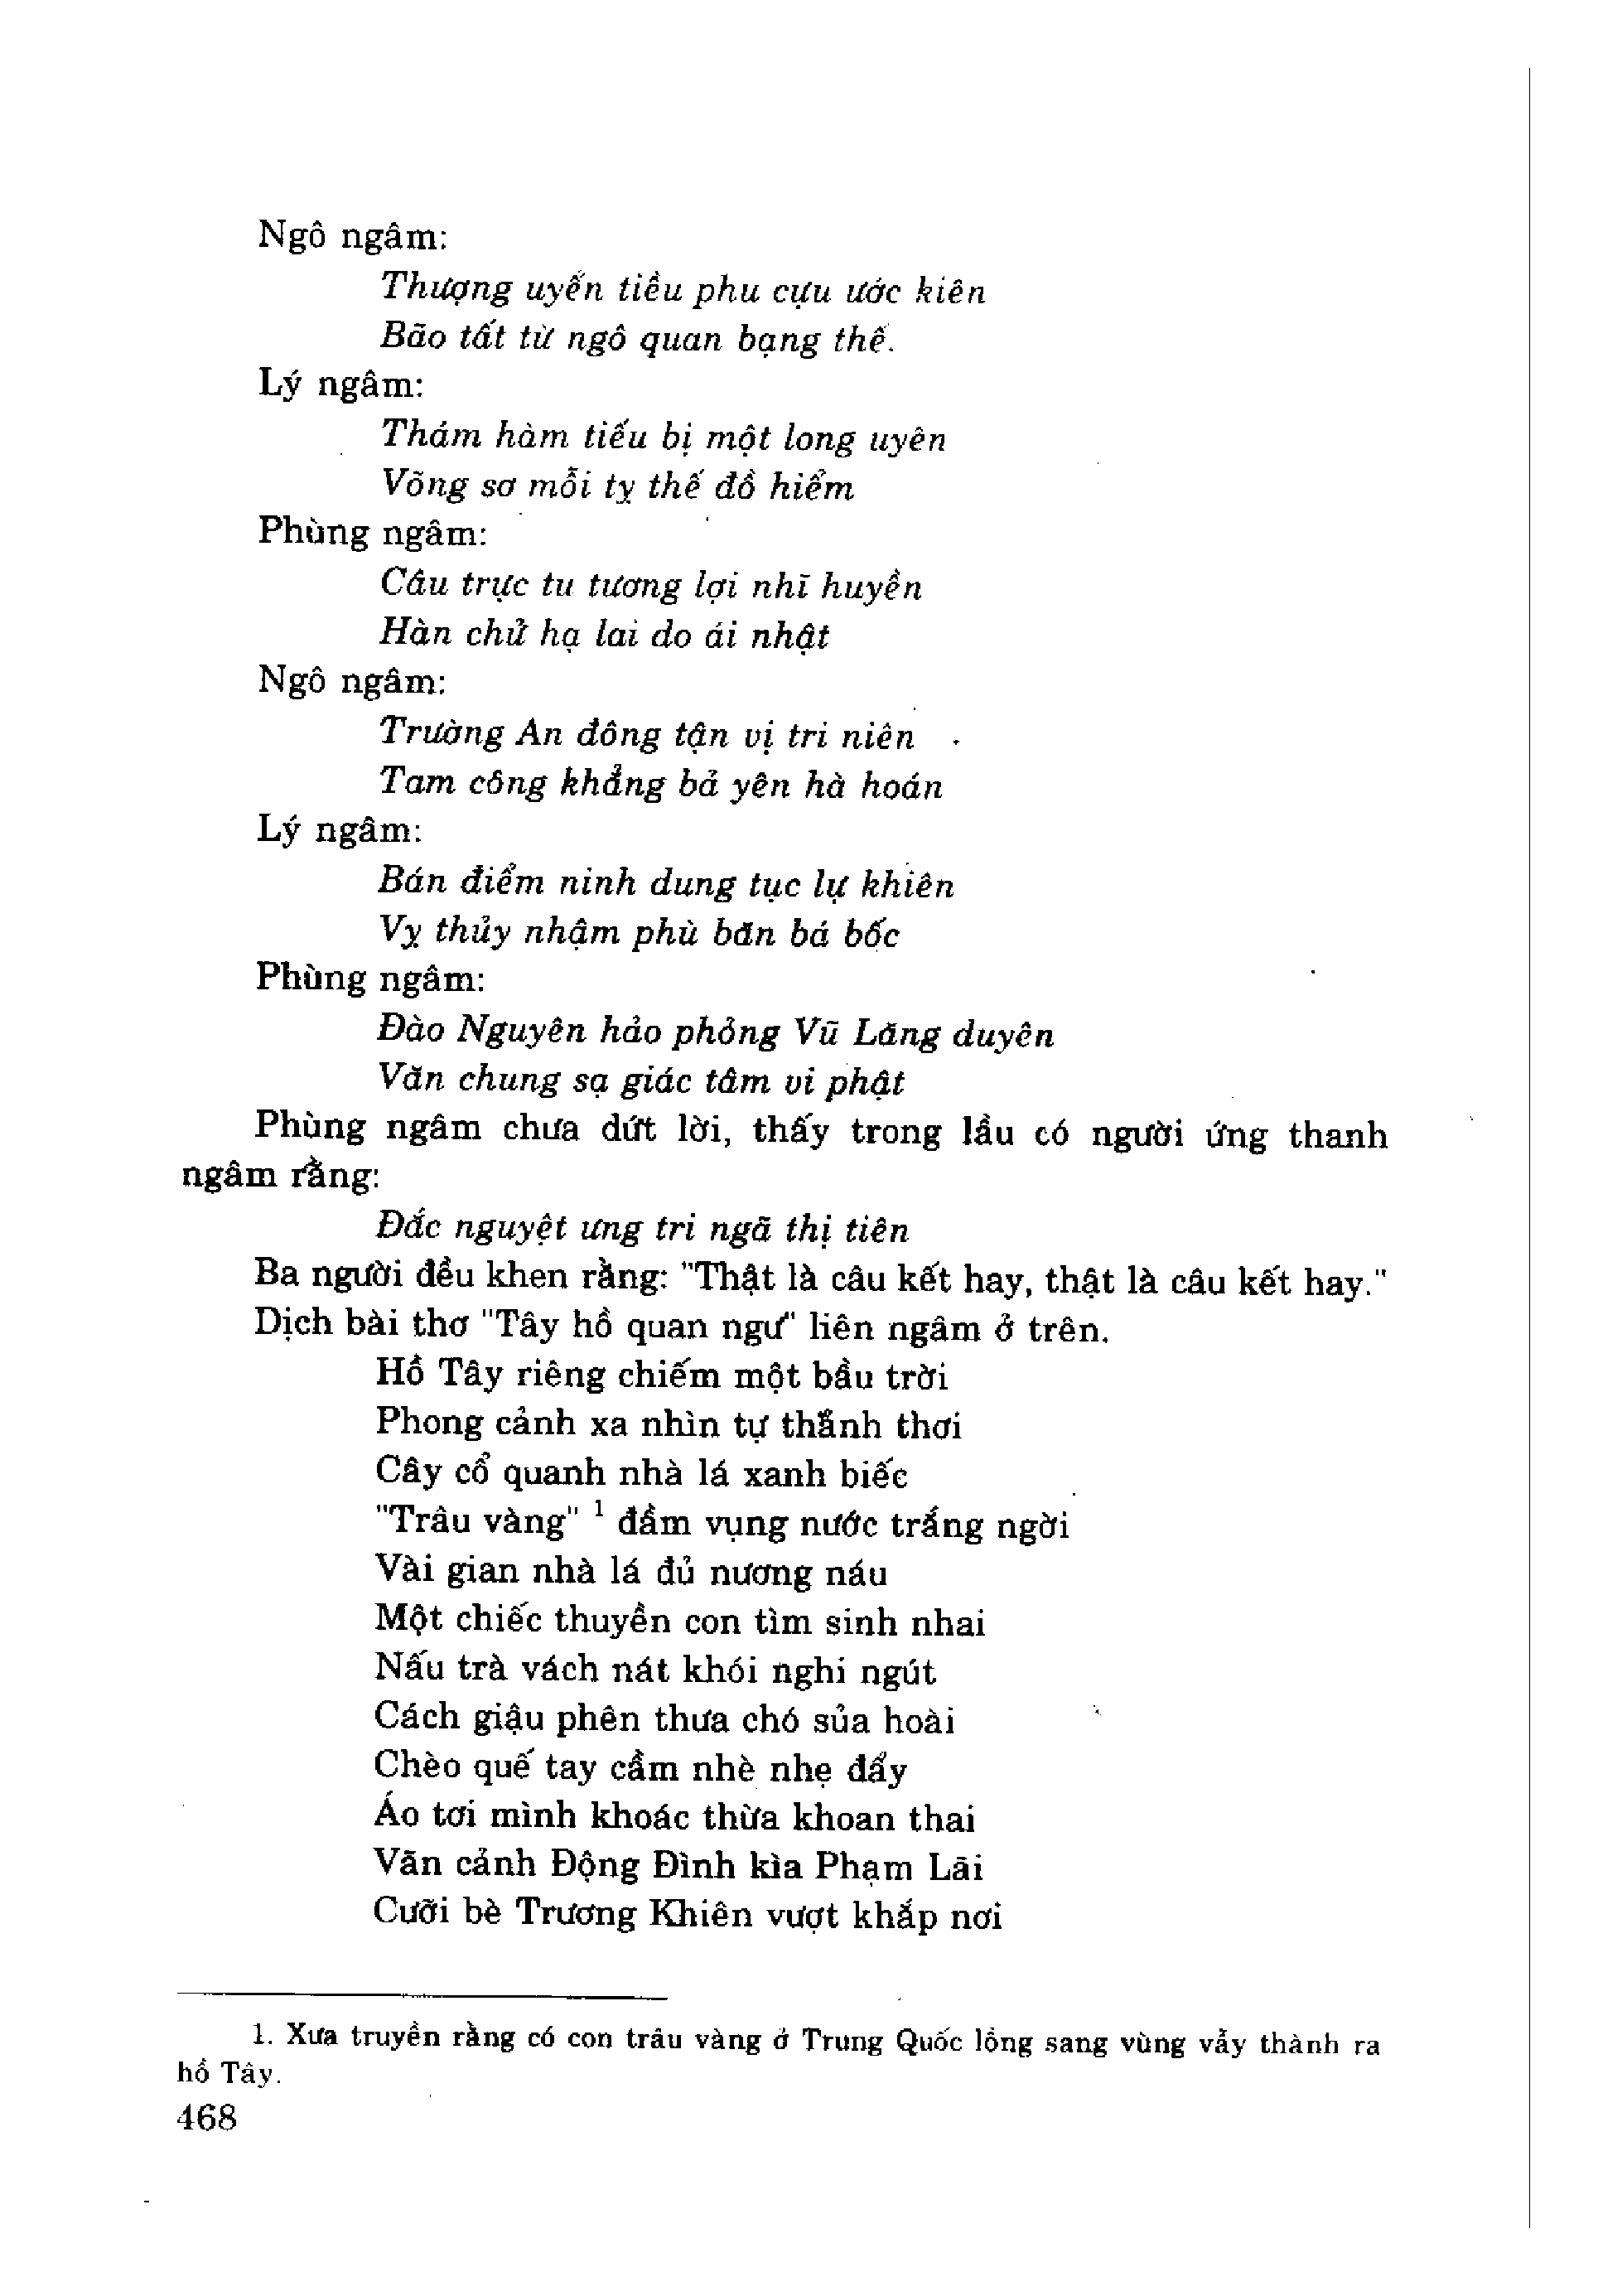 Ngô ngâm:
Thượng uyển tiều phu cựu ước kiên
Bão tất từ ngô quan bạng thế.
Lý ngâm:
Thám hàm tiếu bị một long uyên
Võng sơ mỗi tỵ thế đồ hiểm
Phùng ngâm:
Câu trực tu tương lợi nhĩ huyền
Hàn chử hạ lai do ái nhật
Ngô ngâm:
Trường An đông tận vị tri niên
Tam công khẳng bả yên hà hoán
Lý ngâm:
Bán điểm ninh dung tục lự khiên
Vỵ thủy nhậm phù băn bá bốc
Phùng ngâm:
Đào Nguyên hảo phỏng Vũ Lăng duyên
Văn chung sạ giác tâm vi phật
Phùng ngâm chưa dứt lời, thấy trong lầu có người ứng thanh
ngâm rằng:
Đắc nguyệt ưng tri ngã thị tiên
Ba người đều khen rằng: "Thật là câu kết hay, thật là câu kết hay."
Dịch bài thơ "Tây hồ quan ngư" liên ngâm ở trên.
Hồ Tây riêng chiếm một bầu trời
Phong cảnh xa nhìn tự thảnh thơi
Cây cổ quanh nhà lá xanh biếc
"Trâu vàng" 1 đầm vụng nước trắng ngời
Vài gian nhà lá đủ nương náu
Một chiếc thuyền con tìm sinh nhai
Nấu trà vách nát khói nghi ngút
Cách giậu phên thưa chó sủa hoài
Chèo quế tay cầm nhè nhẹ đẩy
Áo tơi mình khoác thừa khoan thai
Vãn cảnh Động Đình kìa Phạm Lãi
Cưỡi bè Trương Khiên vượt khắp nơi
1. Xưa truyền rằng có con trâu vàng ở Trung Quốc lồng sang vùng vẫy thành ra
hồ Tây.
468